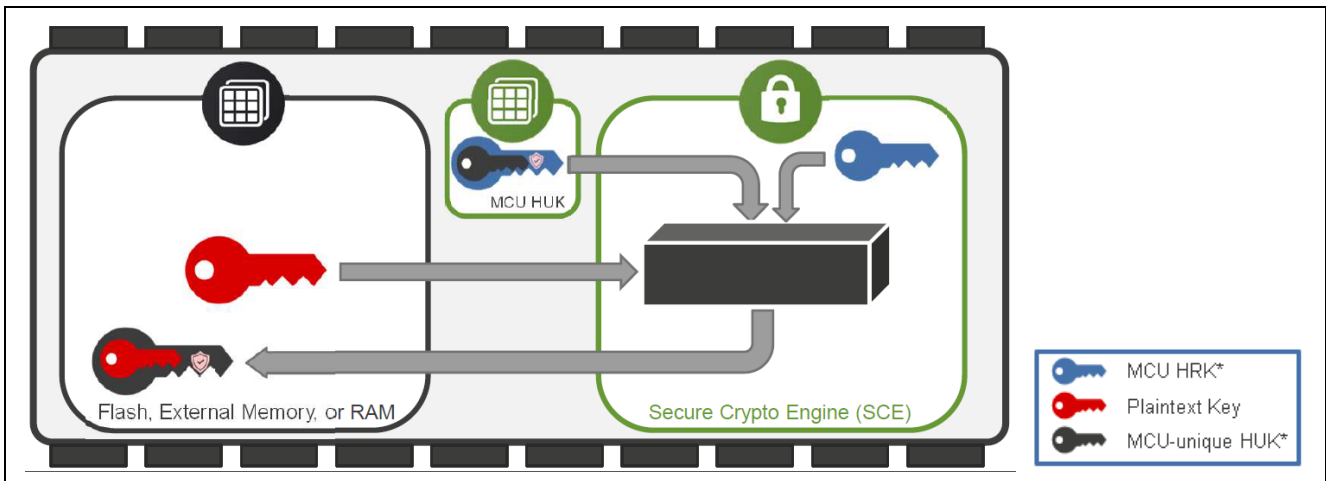 MCU HUK
Flash, External Memory, or RAM
Secure Crypto Engine (SCE)
MCU HRK*
Plaintext Key
MCU-unique HUK*